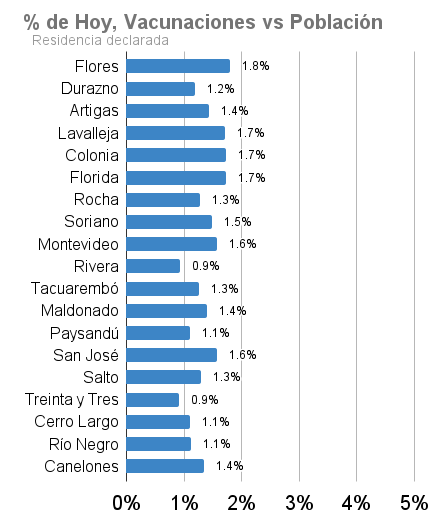 % de Hoy, Vacunaciones vs Población
Residencia declarada
Flores 1.8%
Durazno 1.2%
Artigas 1.4%
Lavalleja 1.7%
Colonia 1.7%
Florida 1.7%
Rocha 1.3%
Soriano 1.5%
Montevideo 1.6%
Rivera 0.9%
Tacuarembó 1.3%
Maldonado 1.4%
Paysandú 1.1%
San José 1.6%
Salto 1.3%
Treinta y Tres 0.9%
Cerro Largo 1.1%
Río Negro 1.1%
Canelones 1.4%
0% 1% 2% 3% 4% 5%